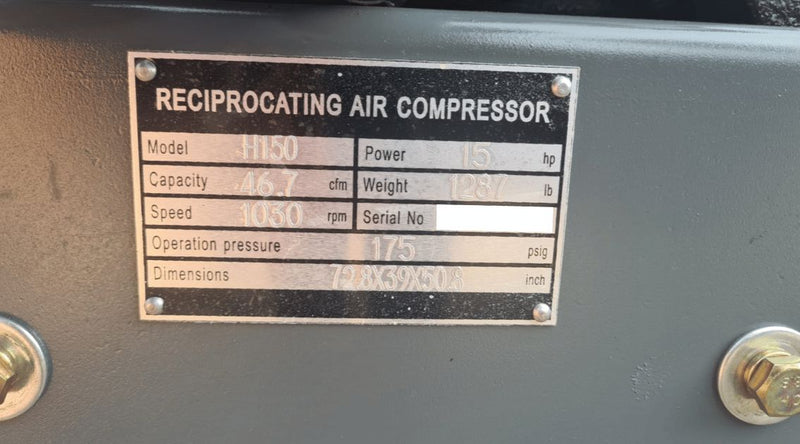 RECIPROCATING AIR COMPRESSOR
Model H150 Power 15 hp
Capacity 46.7 cfm Weight 1287 lb
Speed 1030 rpm Serial No
Operation pressure 175 psig
Dimensions 72.8X39X50.8 inch